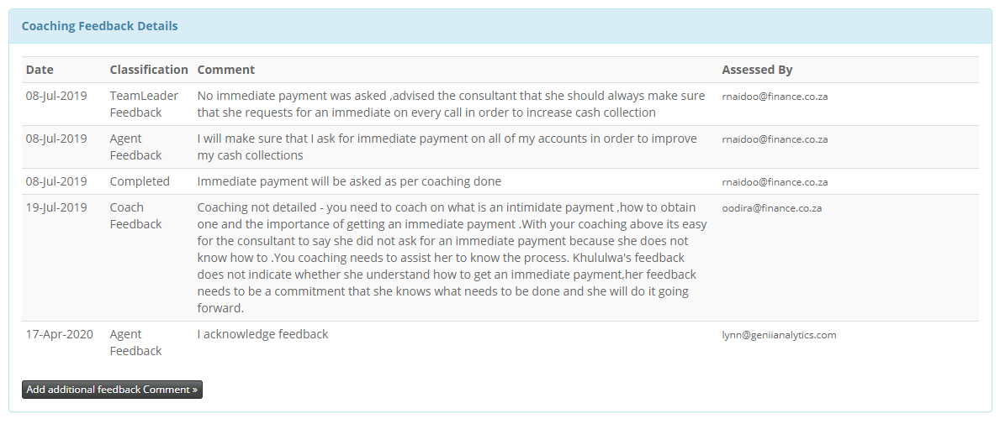 Coaching Feedback Details
Date Classification Comment Assessed By
08-Jul-2019 TeamLeader No immediate payment was asked ,advised the consultant that she should always make sure rnaidoo@finance.co.za
Feedback that she requests for an immediate on every call in order to increase cash collection
08-Jul-2019 Agent I will make sure that I ask for immediate payment on all of my accounts in order to improve rnaidoo@finance.co.za
Feedback my cash collections
08-Jul-2019 Completed Immediate payment will be asked as per coaching done rnaidoo@finance.co.za
19-Jul-2019 Coach Coaching not detailed - you need to coach on what is an intimidate payment ,how to obtain oodira@finance.co.za
Feedback one and the importance of getting an immediate payment .With your coaching above its easy
for the consultant to say she did not ask for an immediate payment because she does not
know how to .You coaching needs to assist her to know the process. Khululwa's feedback
does not indicate whether she understand how to get an immediate payment,her feedback
needs to be a commitment that she knows what needs to be done and she will do it going
forward.
17-Apr-2020 Agent I acknowledge feedback lynn@geniianalytics.com
Feedback
Add additional feedback Comment »